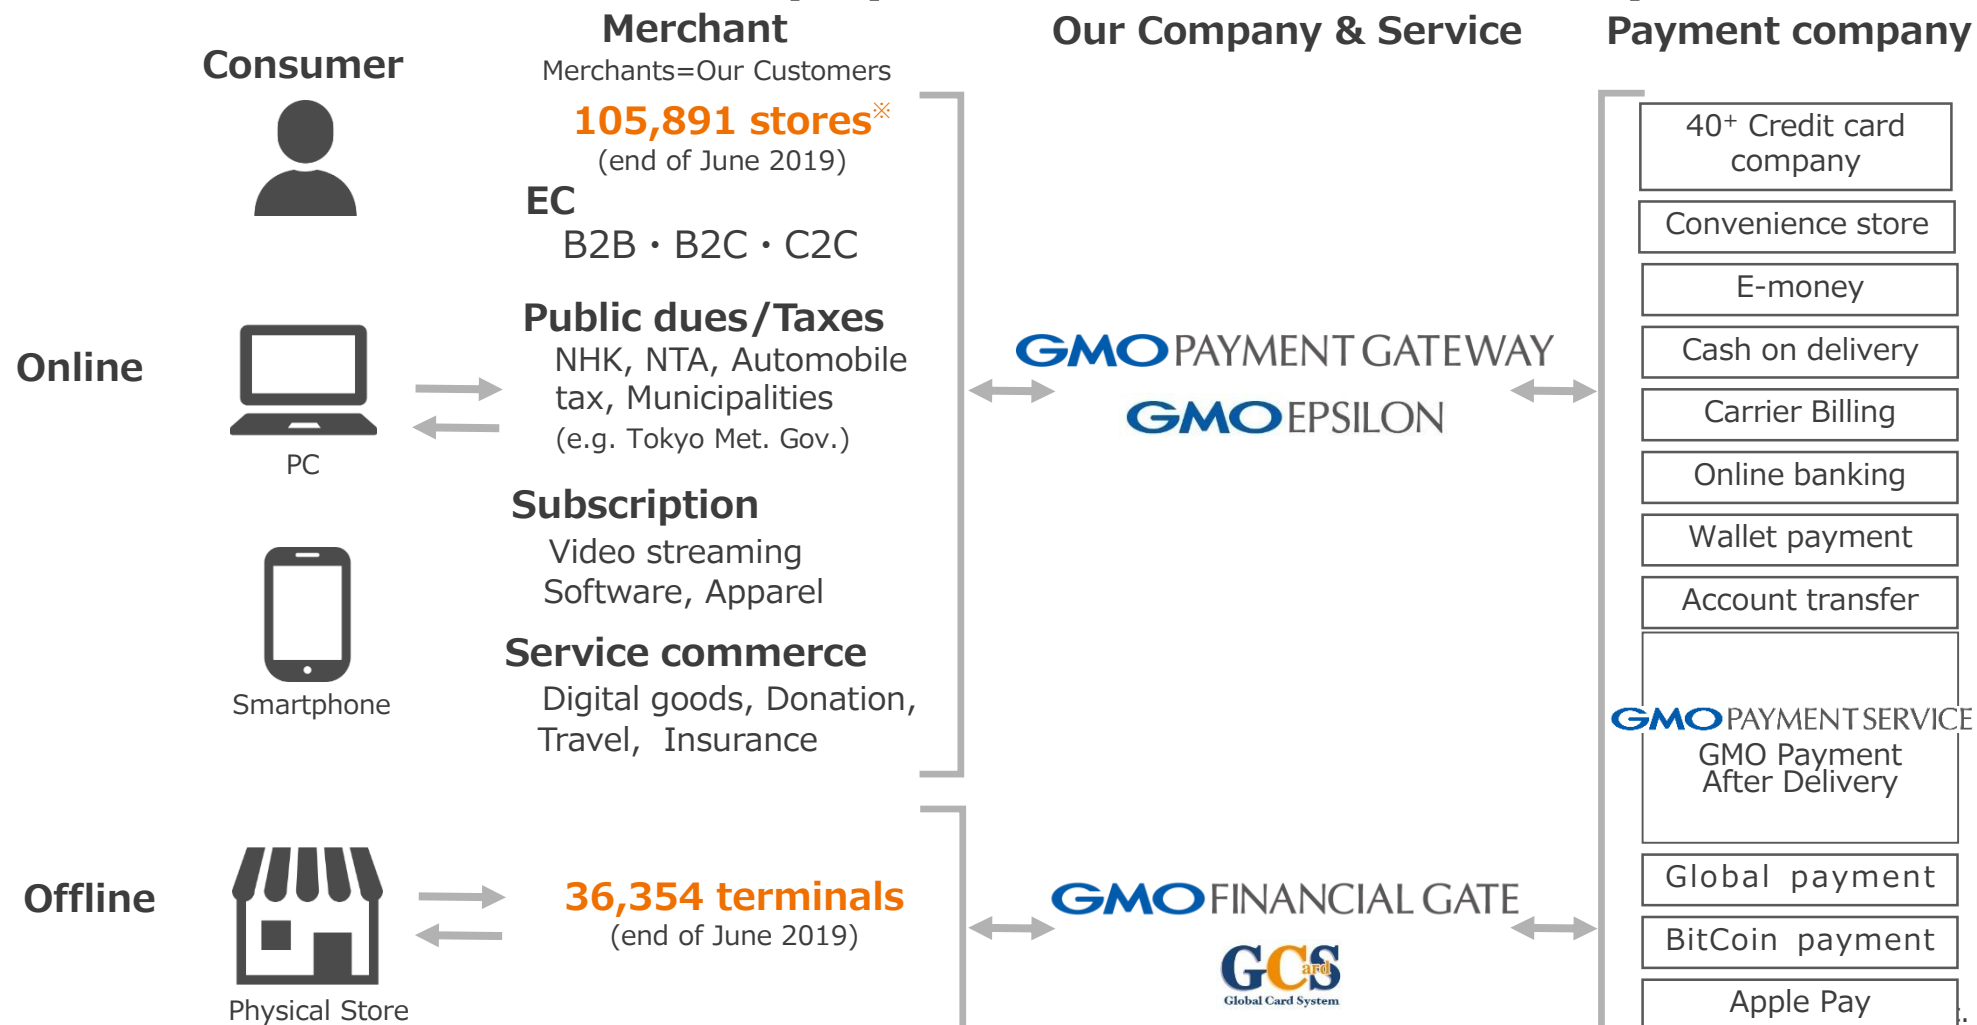 Merchant
Our Company & Service
Payment company
Consumer
Merchants=Our Customers
105,891 stores※
(end of June 2019)
EC
B2B・B2C・C2C
Online
PC
Public dues/Taxes
NHK, NTA, Automobile
tax, Municipalities
(e.g. Tokyo Met. Gov.)
Subscription
Video streaming
Software, Apparel
Smartphone
Service commerce
Digital goods, Donation,
Travel, Insurance
GMO PAYMENT GATEWAY
GMO EPSILON
40+ Credit card
company
Convenience store
E-money
Cash on delivery
Carrier Billing
Online banking
Wallet payment
Account transfer
GMO PAYMENT SERVICE
GMO Payment
After Delivery
Global payment
BitCoin payment
Apple Pay
Offline
Physical Store
36,354 terminals
(end of June 2019)
GMO FINANCIAL GATE
GCardS
Global Card System